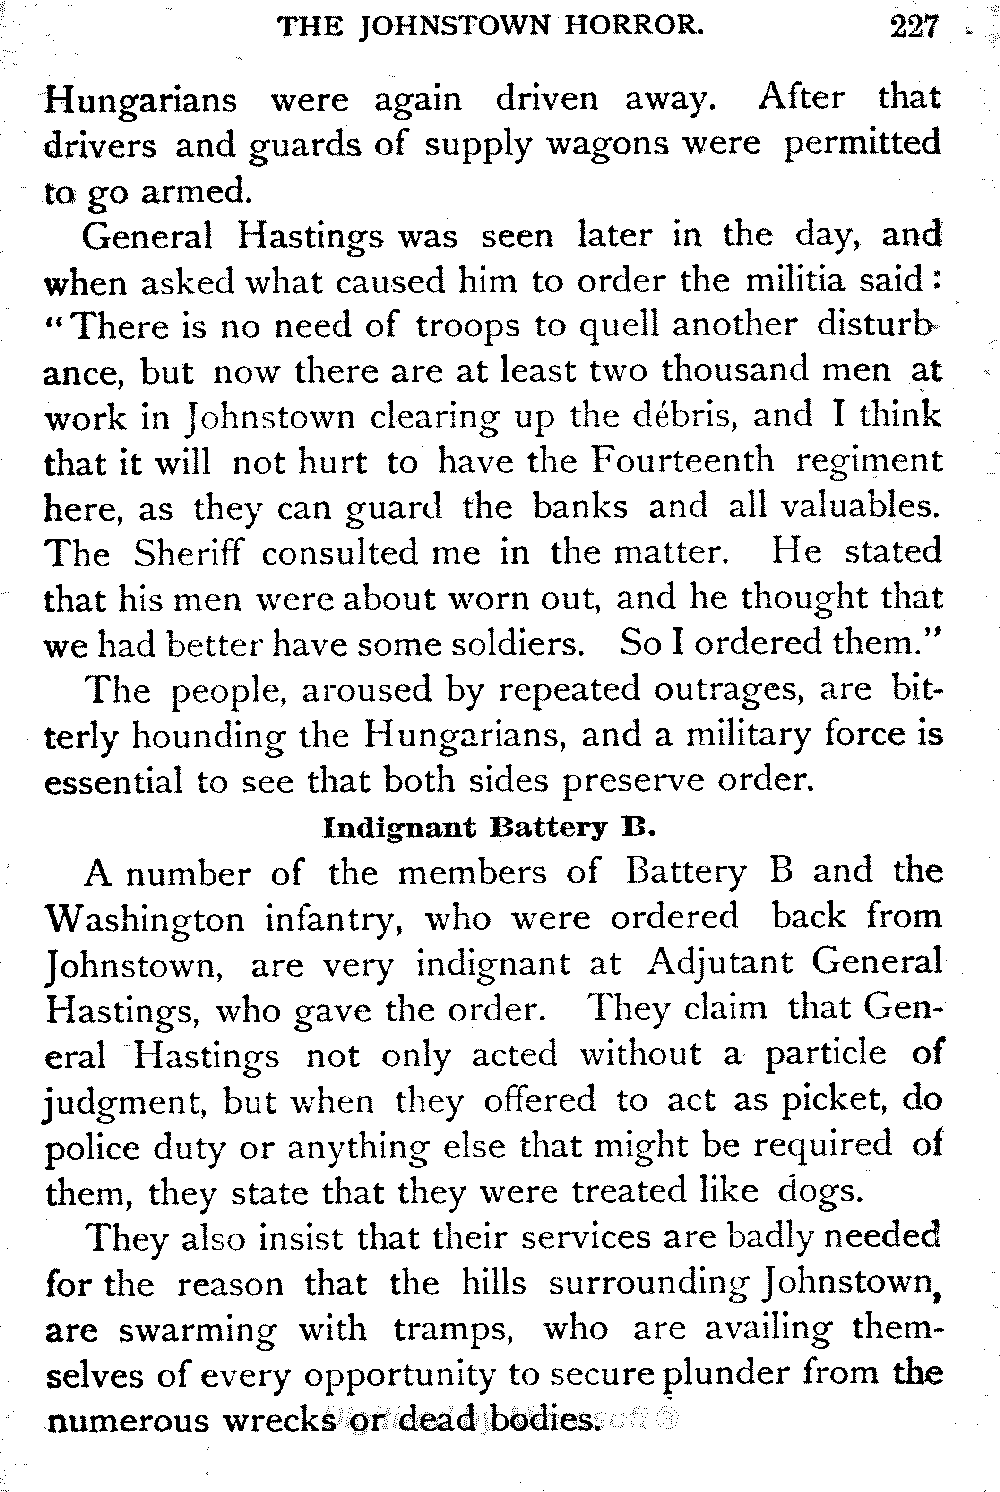 THE JOHNSTOWN HORROR. 227
Hungarians were again driven away. After that
drivers and guards of supply wagons were permitted
to go armed.
General Hastings was seen later in the day, and
when asked what caused him to order the militia said:
"There is no need of troops to quell another disturb-
ance, but now there are at least two thousand men at
work in Johnstown clearing up the débris, and I think
that it will not hurt to have the Fourteenth regiment
here, as they can guard the banks and all valuables.
The Sheriff consulted me in the matter. He stated
that his men were about worn out, and he thought that
we had better have some soldiers. So I ordered them."
The people, aroused by repeated outrages, are bit-
terly hounding the Hungarians, and a military force is
essential to see that both sides preserve order.
Indignant Battery B.
A number of the members of Battery B and the
Washington infantry, who were ordered back from
Johnstown, are very indignant at Adjutant General
Hastings, who gave the order. They claim that Gen-
eral Hastings not only acted without a particle of
judgment, but when they offered to act as picket, do
police duty or anything else that might be required of
them, they state that they were treated like dogs.
They also insist that their services are badly needed
for the reason that the hills surrounding Johnstown,
are swarming with tramps, who are availing them-
selves of every opportunity to secure plunder from the
numerous wrecks or dead bodies.